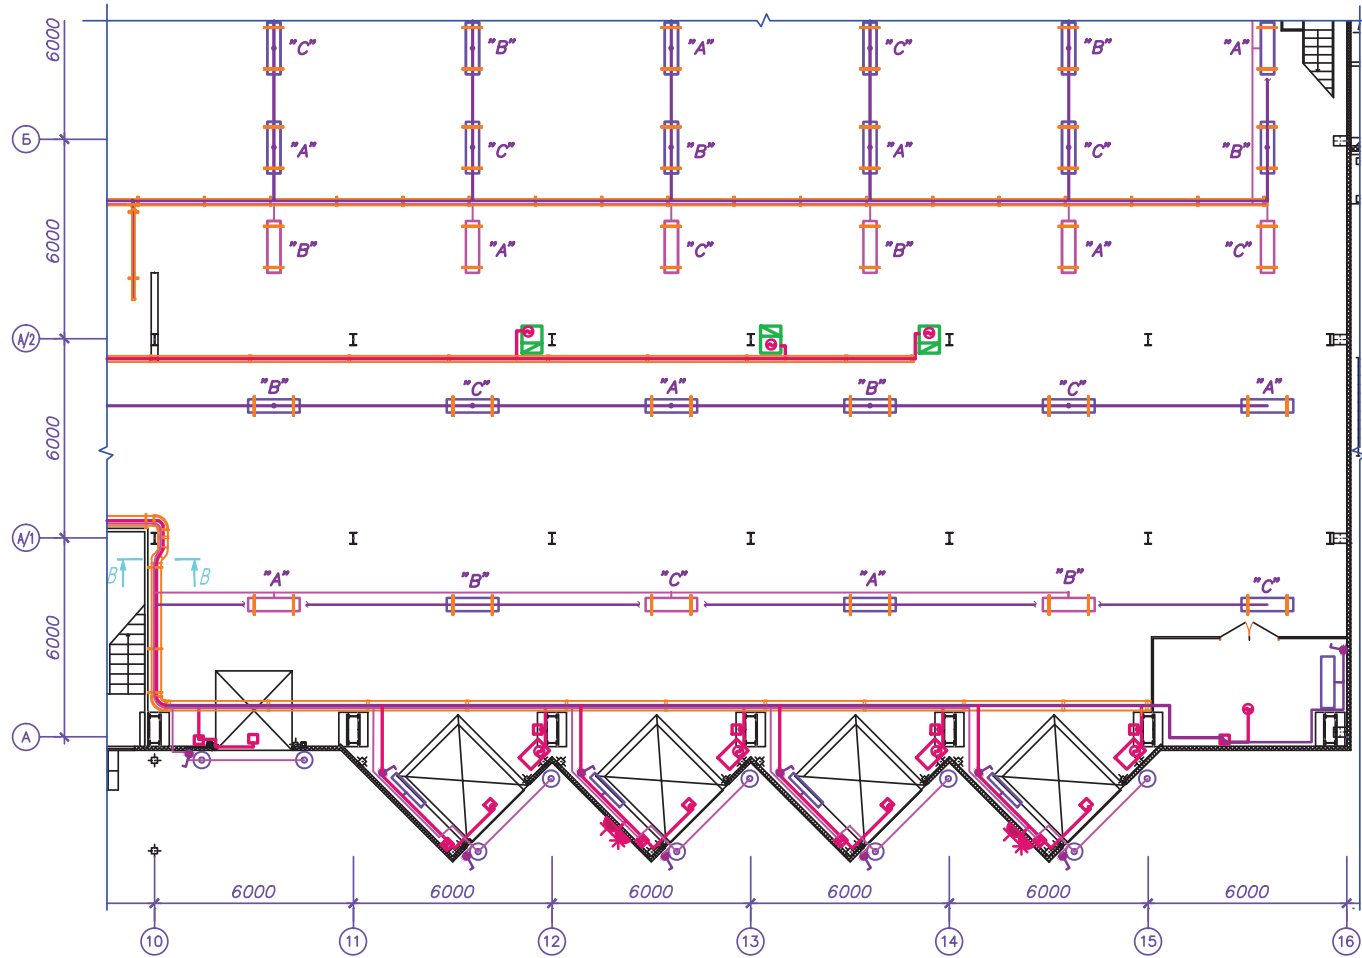 6000
"C" "B" "A" "C" "B" "A"
Б
"A" "C" "B" "A" "C" "B"
6000
"B" "A" "C" "B" "A" "C"
А/2
"B" "C" "A" "B" "C" "A"
6000
А/1
B B
"A" "B" "C" "A" "B" "C"
6000
А
6000 6000 6000 6000 6000 6000
10 11 12 13 14 15 16